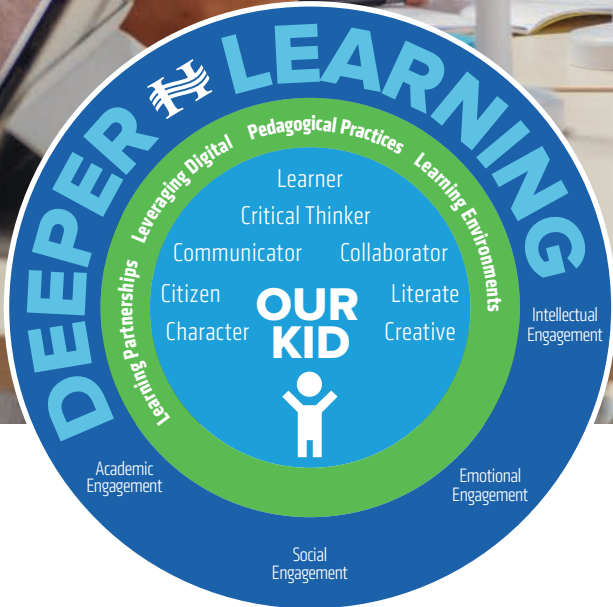 DEEPER LEARNING
Learning Partnerships Leveraging Digital Pedagogical Practices Learning Environments
Learner
Critical Thinker
Communicator Collaborator
Citizen Literate
Character Creative
OUR
KID
Intellectual
Engagement
Academic
Engagement
Emotional
Engagement
Social
Engagement